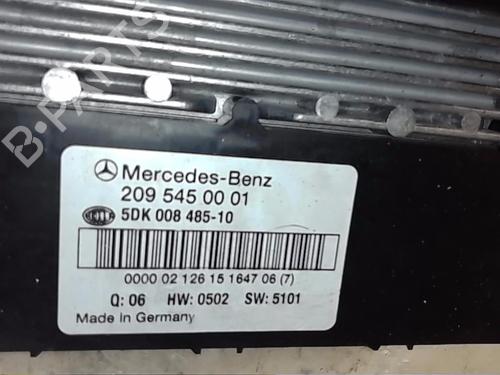 B-PARTS
Mercedes-Benz
209 545 00 01
HELLA 5DK 008 485-10
0000 02 126 15 1647 06 (7)
Q: 06 HW: 0502 SW: 5101
Made In Germany